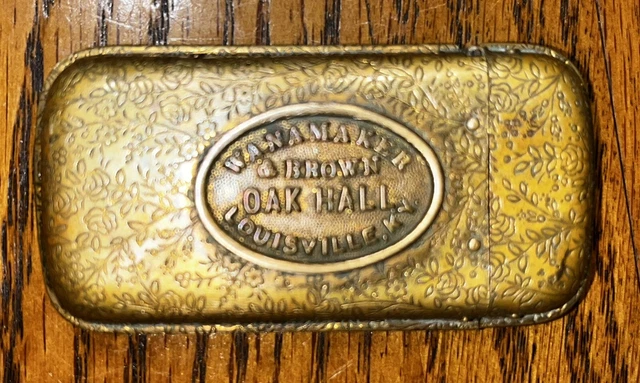 WANAMAKER
& BROWN
OAK HALL
LOUISVILLE, KY.